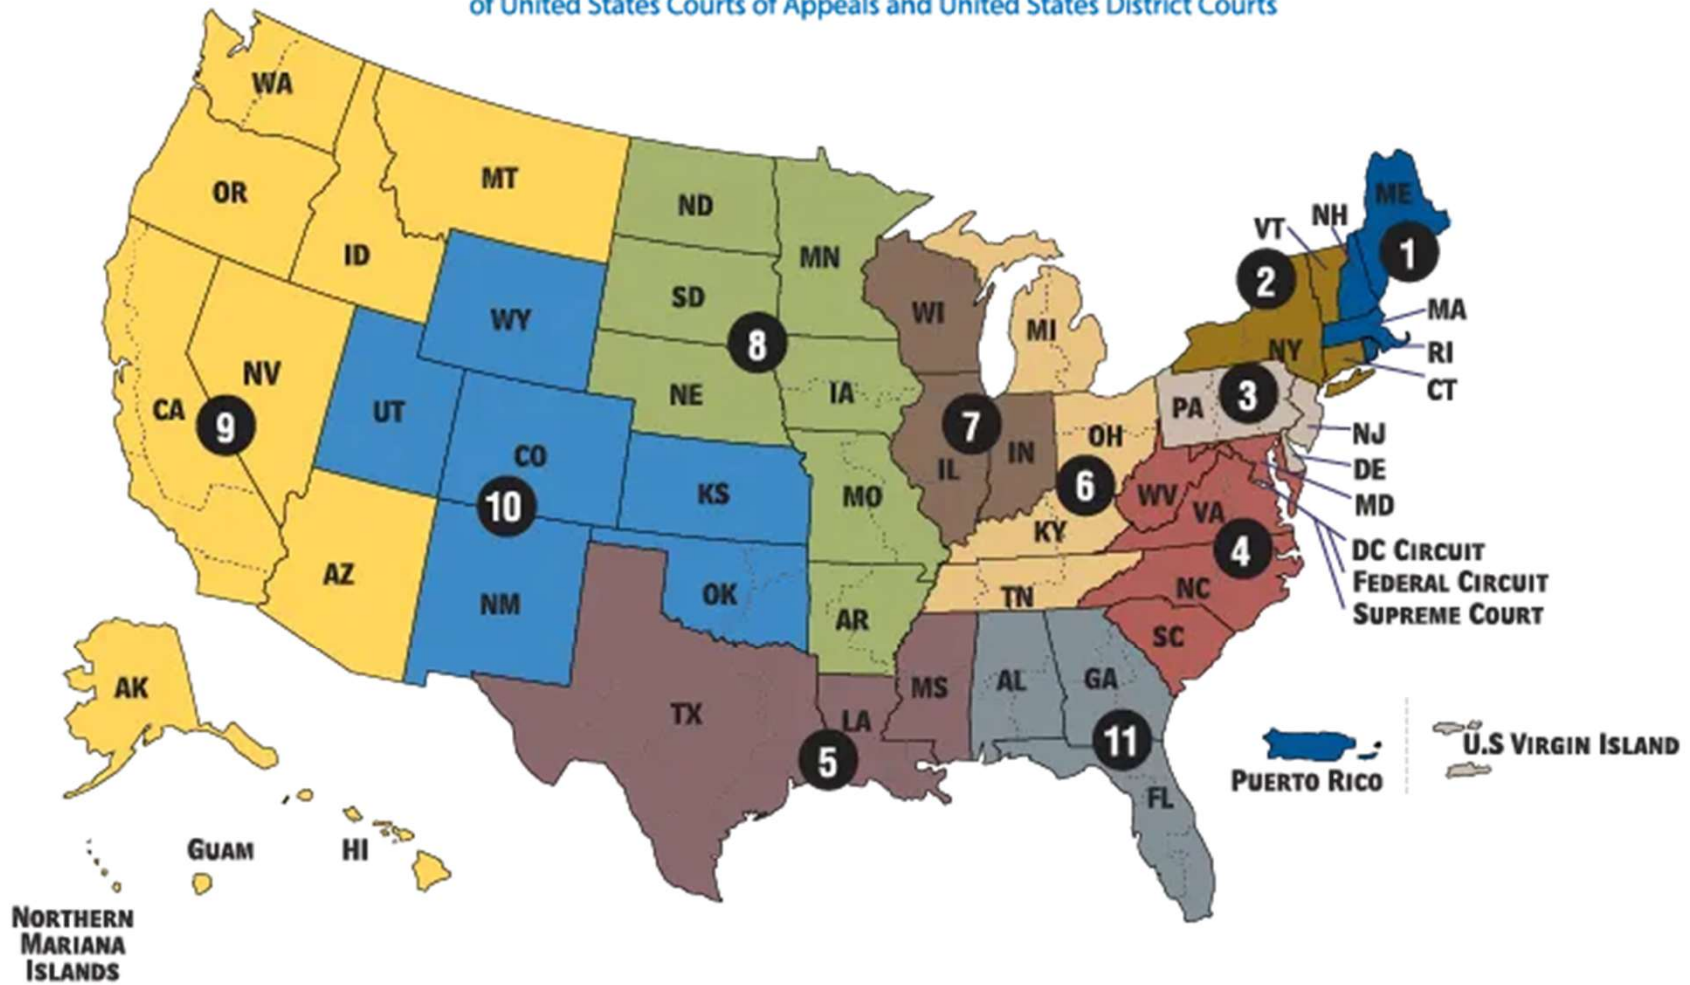 of United States Courts of Appeals and United States District Courts
WA
OR
MT
ID
ND
MN
SD
WY
NE
8
IA
WI
MI
ME
NH
VT
1
2
MA
NY
RI
CT
PA
3
NJ
DE
MD
NV
CA
9
UT
CO
10
KS
MO
7
IL
IN
OH
6
WV
VA
KY
4
DC CIRCUIT
FEDERAL CIRCUIT
SUPREME COURT
AZ
NM
OK
AR
TN
NC
SC
AK
TX
LA
MS
AL
GA
5
11
FL
PUERTO RICO
U.S VIRGIN ISLAND
GUAM
HI
NORTHERN
MARIANA
ISLANDS